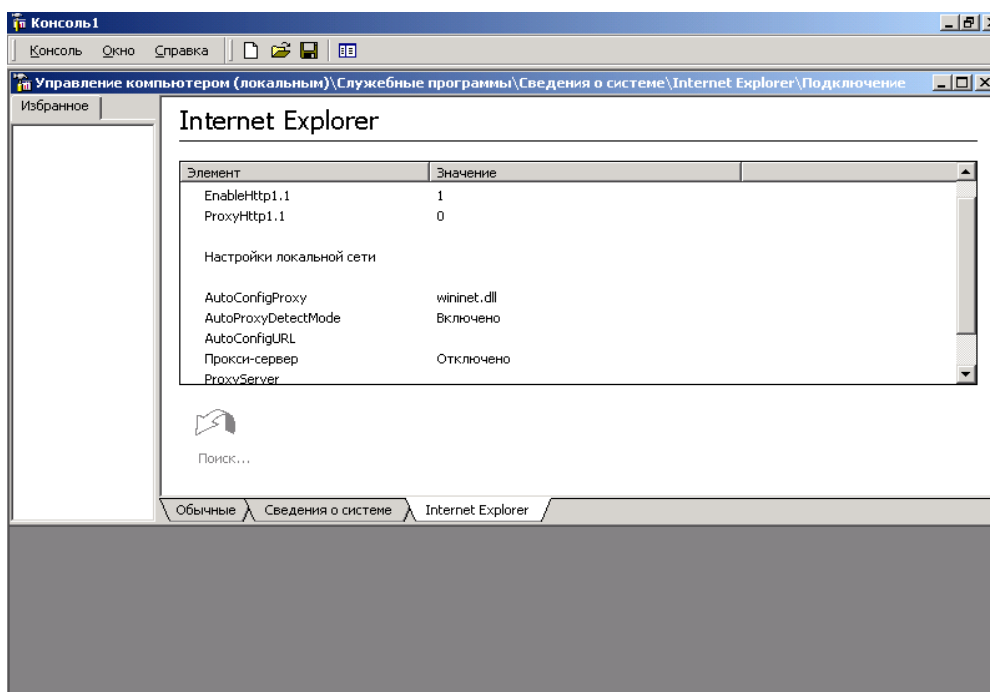 Консоль1
Консоль Окно Справка
Управление компьютером (локальным)\Служебные программы\Сведения о системе\Internet Explorer\Подключение
Избранное
Internet Explorer
Элемент Значение
EnableHttp1.1 1
ProxyHttp1.1 0
Настройки локальной сети
AutoConfigProxy wininet.dll
AutoProxyDetectMode Включено
AutoConfigURL
Прокси-сервер Отключено
ProxyServer
Поиск...
Обычные Сведения о системе Internet Explorer